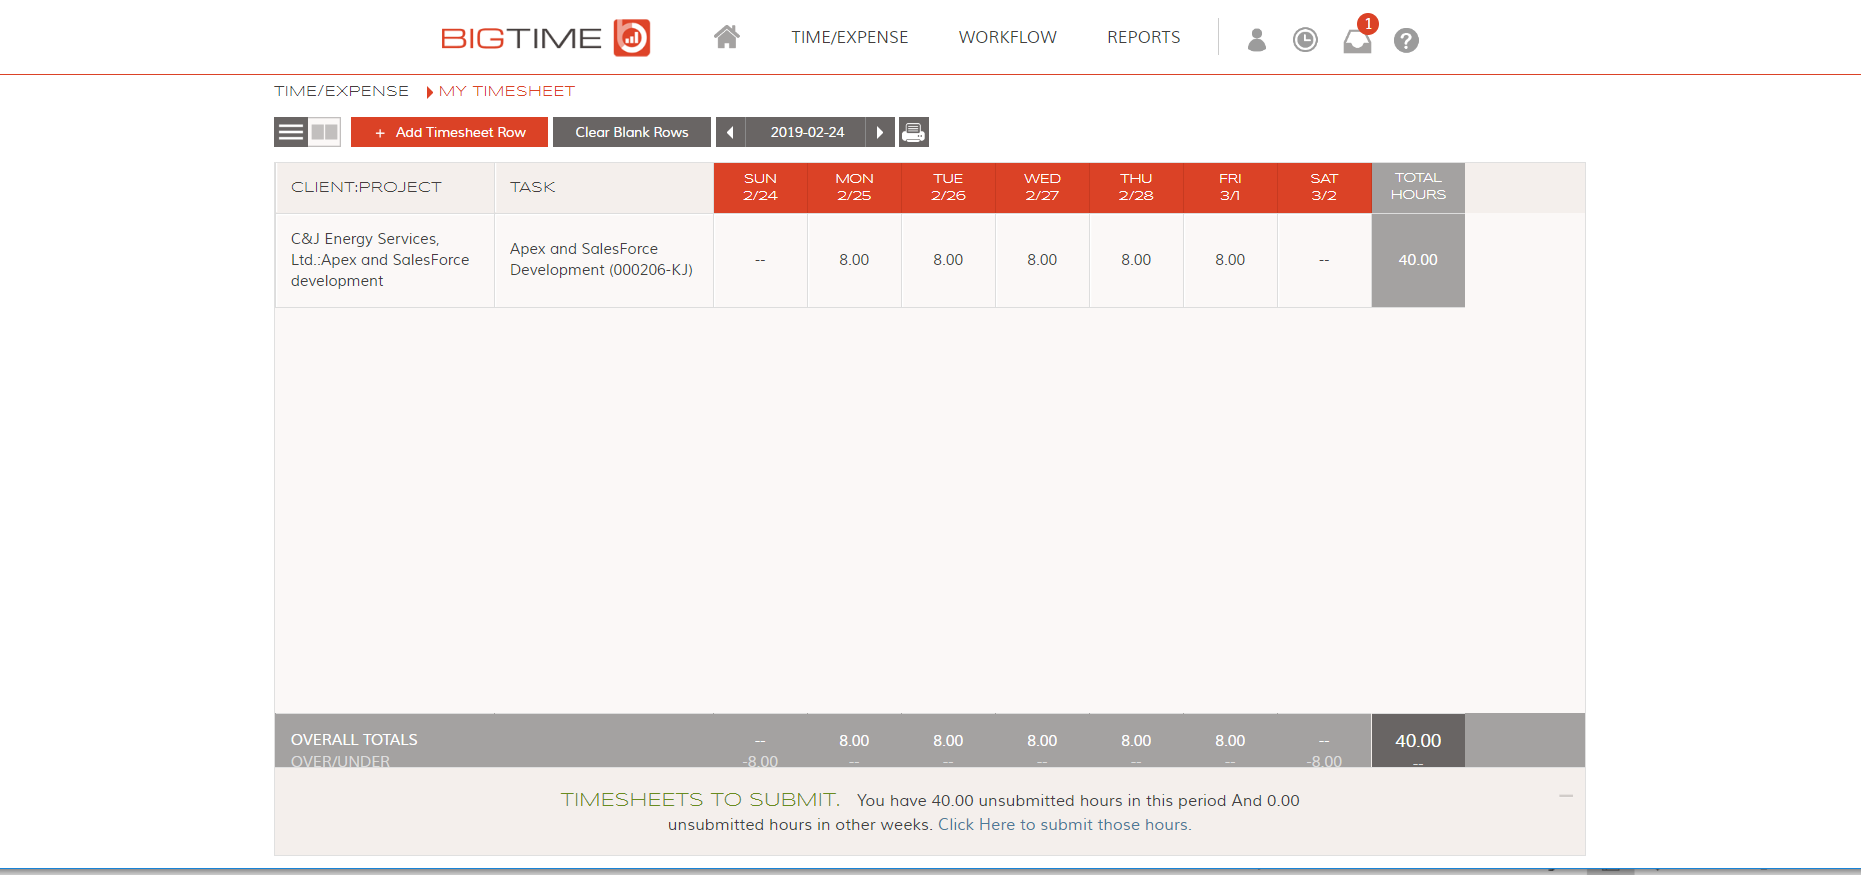 BIGTIME
TIME/EXPENSE WORKFLOW REPORTS 1 ?
TIME/EXPENSE MY TIMESHEET
+ Add Timesheet Row Clear Blank Rows 2019-02-24
CLIENT:PROJECT TASK SUN 2/24 MON 2/25 TUE 2/26 WED 2/27 THU 2/28 FRI 3/1 SAT 3/2 TOTAL HOURS
C&J Energy Services,
Ltd.:Apex and SalesForce
development
Apex and SalesForce
Development (000206-KJ)
-- 8.00 8.00 8.00 8.00 8.00 -- 40.00
OVERALL TOTALS -- 8.00 8.00 8.00 8.00 8.00 -- 40.00
OVER/UNDER -8.00 -- -- -- -- -- -8.00 --
TIMESHEETS TO SUBMIT. You have 40.00 unsubmitted hours in this period And 0.00
unsubmitted hours in other weeks. Click Here to submit those hours.